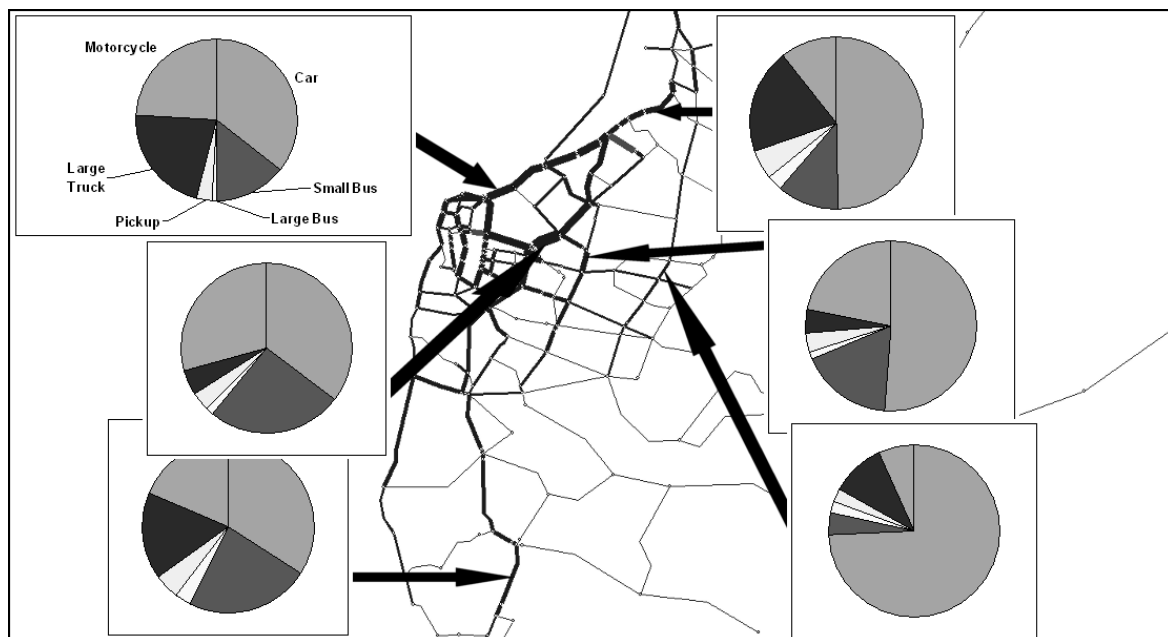 Motorcycle
Car
Large
Truck
Small Bus
Pickup
Large Bus